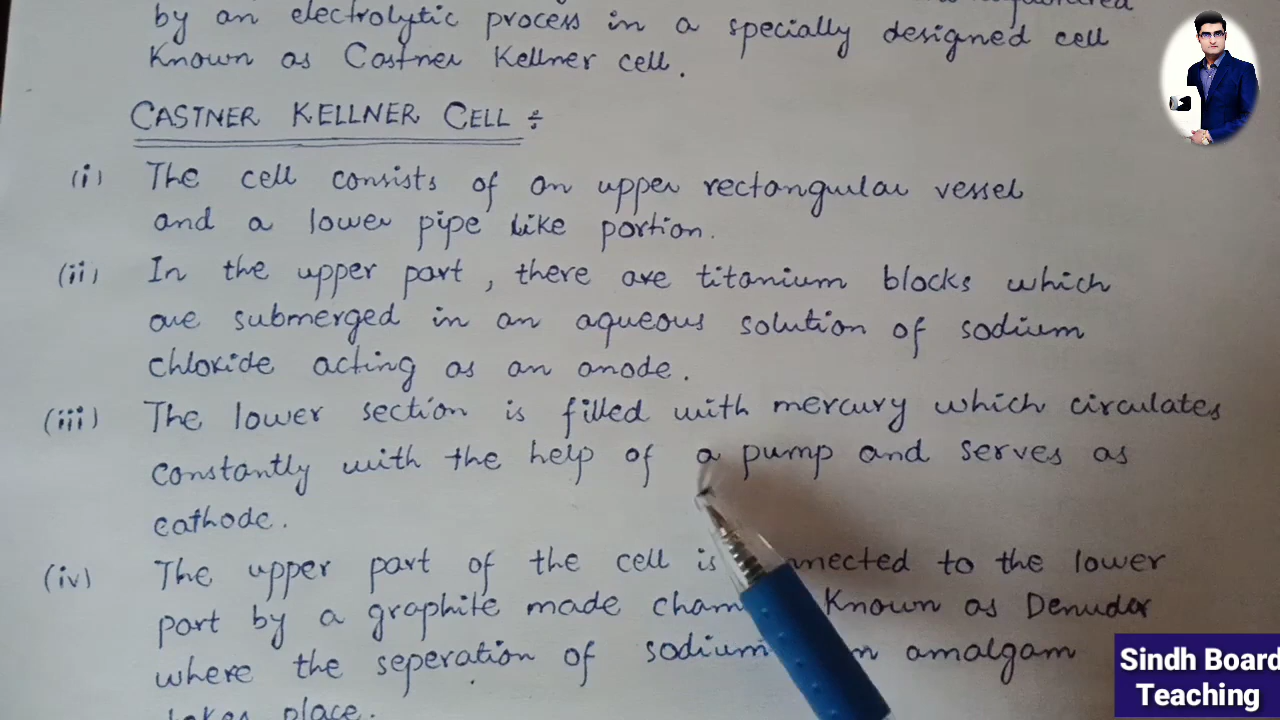 by an electrolytic process in a specially designed cell
Known as Castner Kellner cell.
CASTNER KELLNER CELL ÷
(i) The cell consists of an upper rectangular vessel
and a lower pipe like portion.
(ii) In the upper part, there are titanium blocks which
are submerged in an aqueous solution of sodium
chloride acting as an anode.
(iii) The lower section is filled with mercury which circulates
constantly with the help of a pump and serves as
cathode.
(iv) The upper part of the cell is nnected to the lower
part by a graphite made cham Known as Denudor
where the seperation of sodium amalgam
takes place.
Sindh Board
Teaching